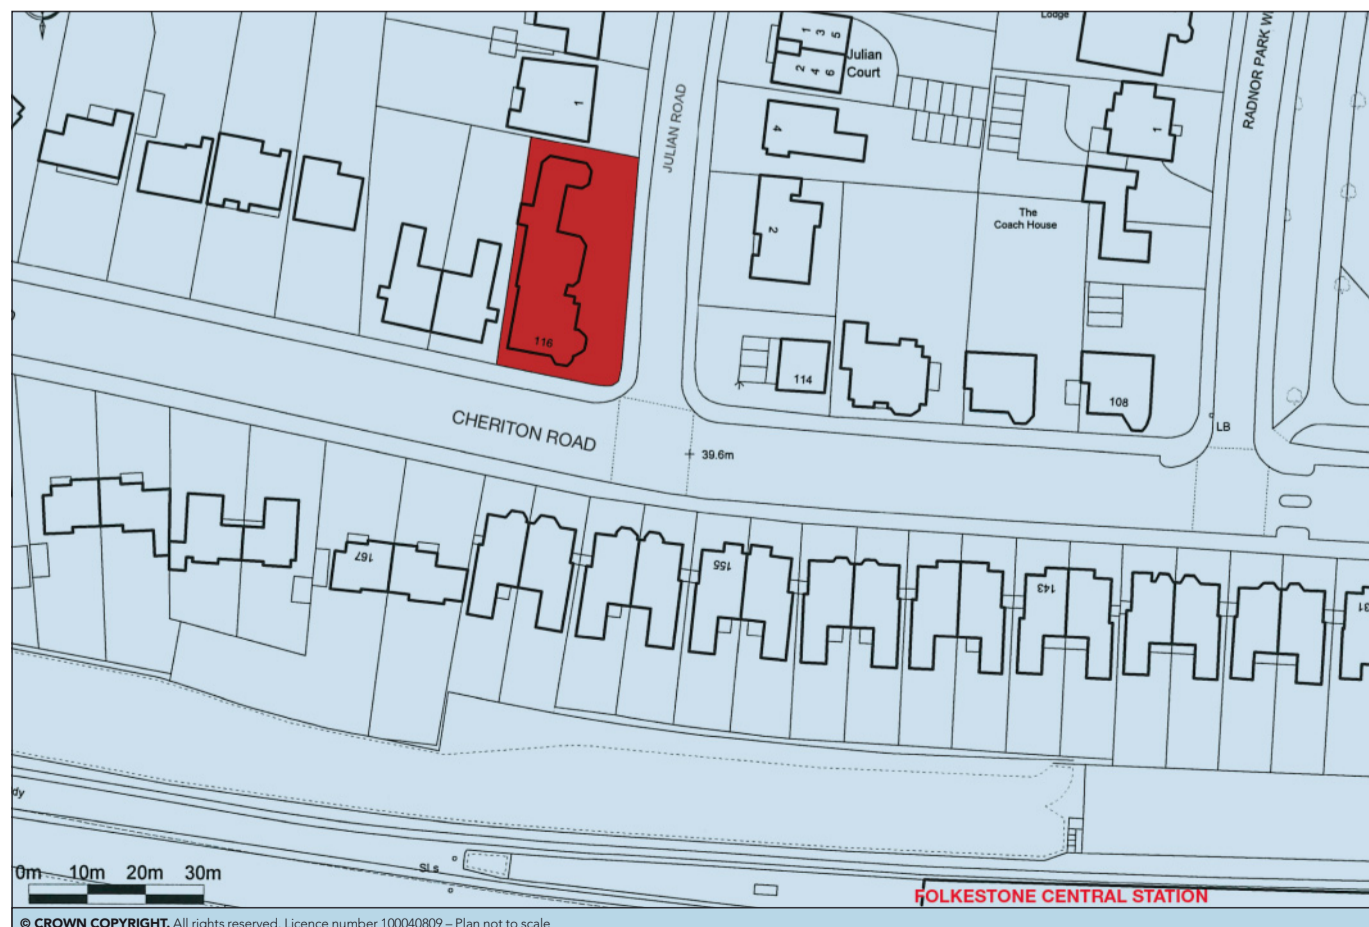 Lodge
1
3
5
2
4
6
Julian
Court
1
JULIAN ROAD
RADNOR PARK W
4
1
2
The
Coach House
116
114
108
CHERITON ROAD
39.6m
LB
167
155
143
31
dy
Sl s
0m 10m 20m 30m
FOLKESTONE CENTRAL STATION
© CROWN COPYRIGHT. All rights reserved. Licence number 100040809 – Plan not to scale